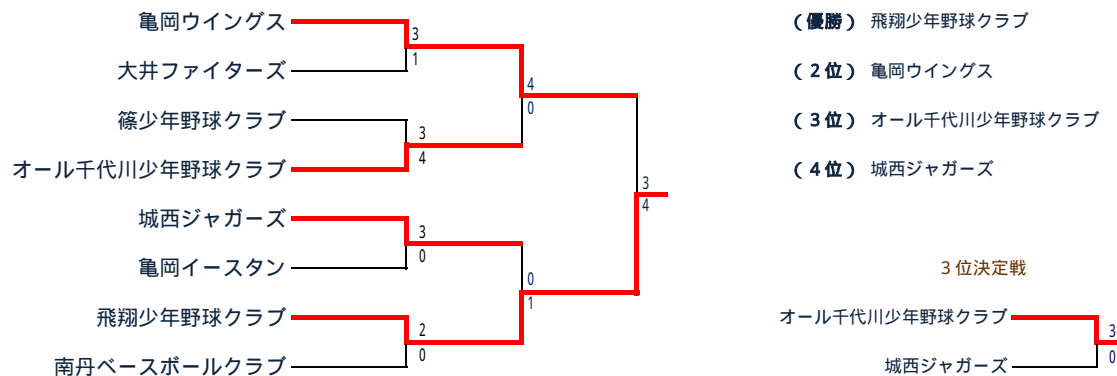 亀岡ウイングス
3
1
大井ファイターズ
4
0
篠少年野球クラブ
3
4
オール千代川少年野球クラブ
3
4
城西ジャガーズ
3
0
亀岡イースタン
0
1
飛翔少年野球クラブ
2
0
南丹ベースボールクラブ
(優勝) 飛翔少年野球クラブ
(2位) 亀岡ウイングス
(3位) オール千代川少年野球クラブ
(4位) 城西ジャガーズ
3位決定戦
オール千代川少年野球クラブ
3
0
城西ジャガーズ